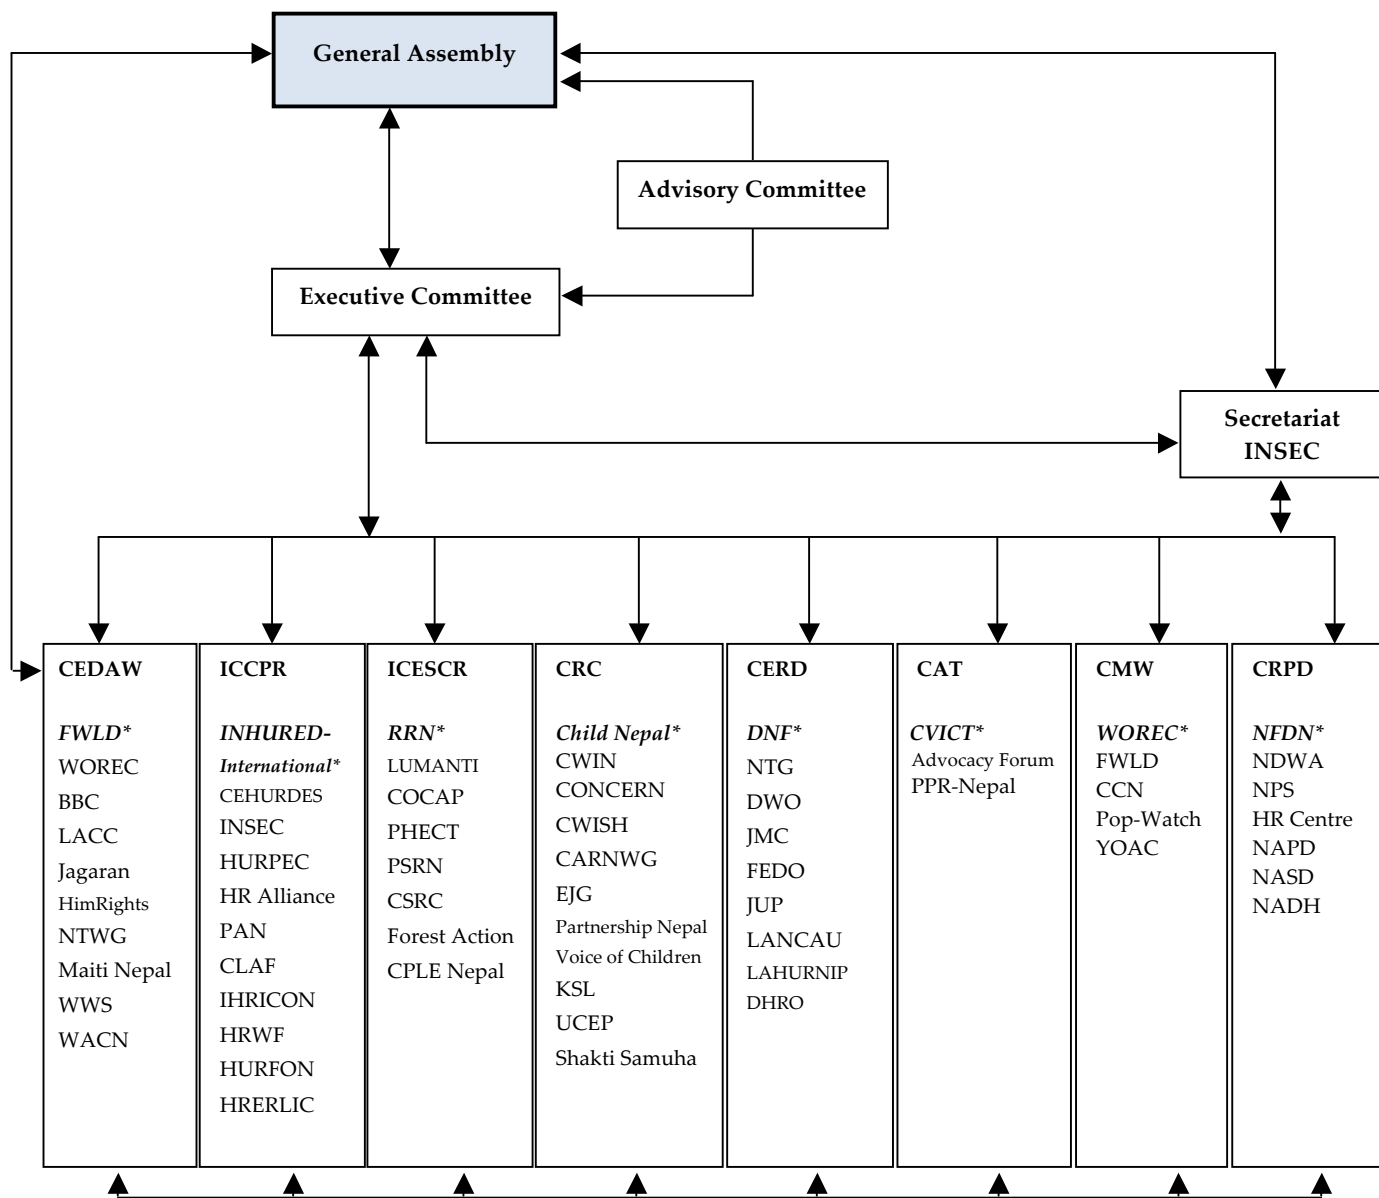 General Assembly
Advisory Committee
Executive Committee
Secretariat
INSEC
CEDAW
FWLD*
WOREC
BBC
LACC
Jagaran
HimRights
NTWG
Maiti Nepal
WWS
WACN
ICCPR
INHURED-
International*
CEHURDES
INSEC
HURPEC
HR Alliance
PAN
CLAF
IHRICON
HRWF
HURFON
HRERLIC
ICESCR
RRN*
LUMANTI
COCAP
PHECT
PSRN
CSRC
Forest Action
CPLE Nepal
CRC
Child Nepal*
CWIN
CONCERN
CWISH
CARNWG
EJG
Partnership Nepal
Voice of Children
KSL
UCEP
Shakti Samuha
CERD
DNF*
NTG
DWO
JMC
FEDO
JUP
LANCAU
LAHURNIP
DHRO
CAT
CVICT*
Advocacy Forum
PPR-Nepal
CMW
WOREC*
FWLD
CCN
Pop-Watch
YOAC
CRPD
NFDN*
NDWA
NPS
HR Centre
NAPD
NASD
NADH